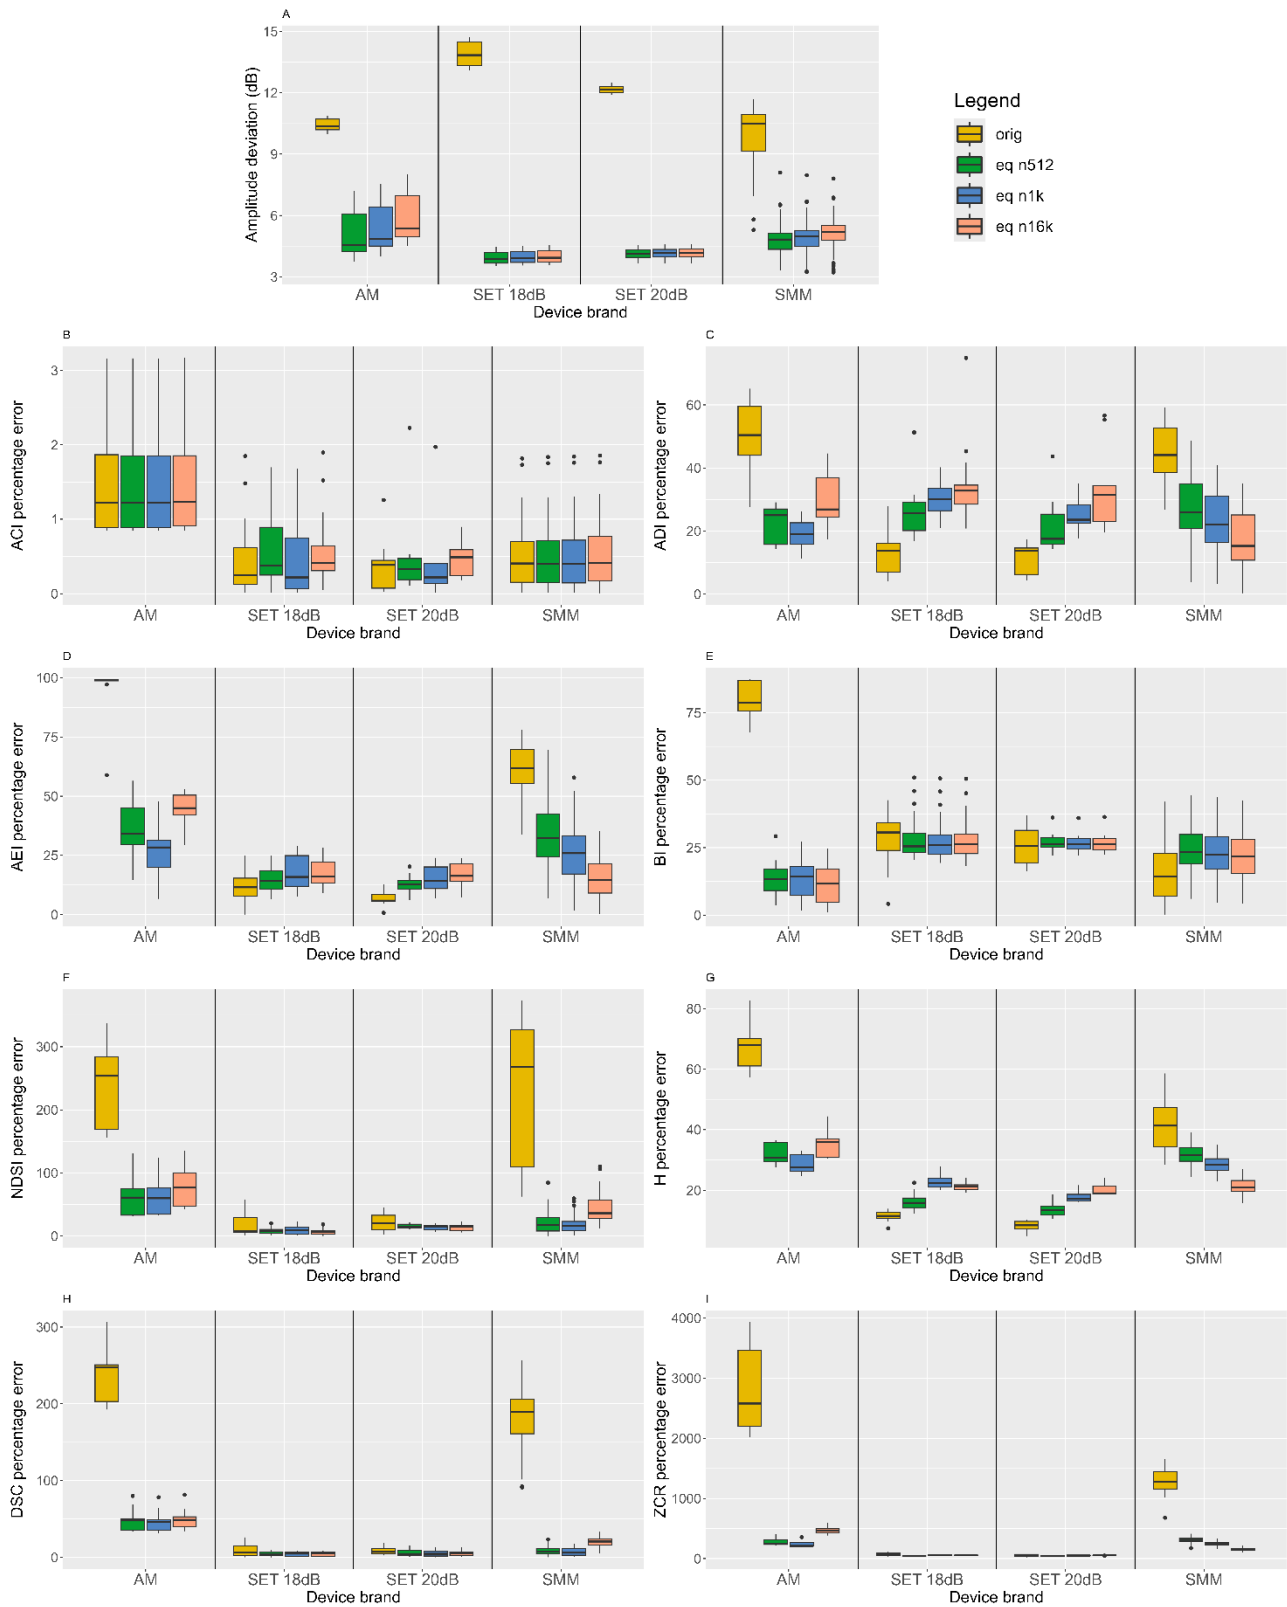 A
15
12
9
6
3
Amplitude deviation (dB)
AM SET 18dB SET 20dB SMM
Device brand
Legend
orig
eq n512
eq n1k
eq n16k
B
3
2
1
0
ACI percentage error
AM SET 18dB SET 20dB SMM
Device brand
C
60
40
20
0
ADI percentage error
AM SET 18dB SET 20dB SMM
Device brand
D
100
75
50
25
0
AEI percentage error
AM SET 18dB SET 20dB SMM
Device brand
E
75
50
25
0
BI percentage error
AM SET 18dB SET 20dB SMM
Device brand
F
300
200
100
0
NDSI percentage error
AM SET 18dB SET 20dB SMM
Device brand
G
80
60
40
20
H percentage error
AM SET 18dB SET 20dB SMM
Device brand
H
300
200
100
0
DSC percentage error
AM SET 18dB SET 20dB SMM
Device brand
I
4000
3000
2000
1000
0
ZCR percentage error
AM SET 18dB SET 20dB SMM
Device brand